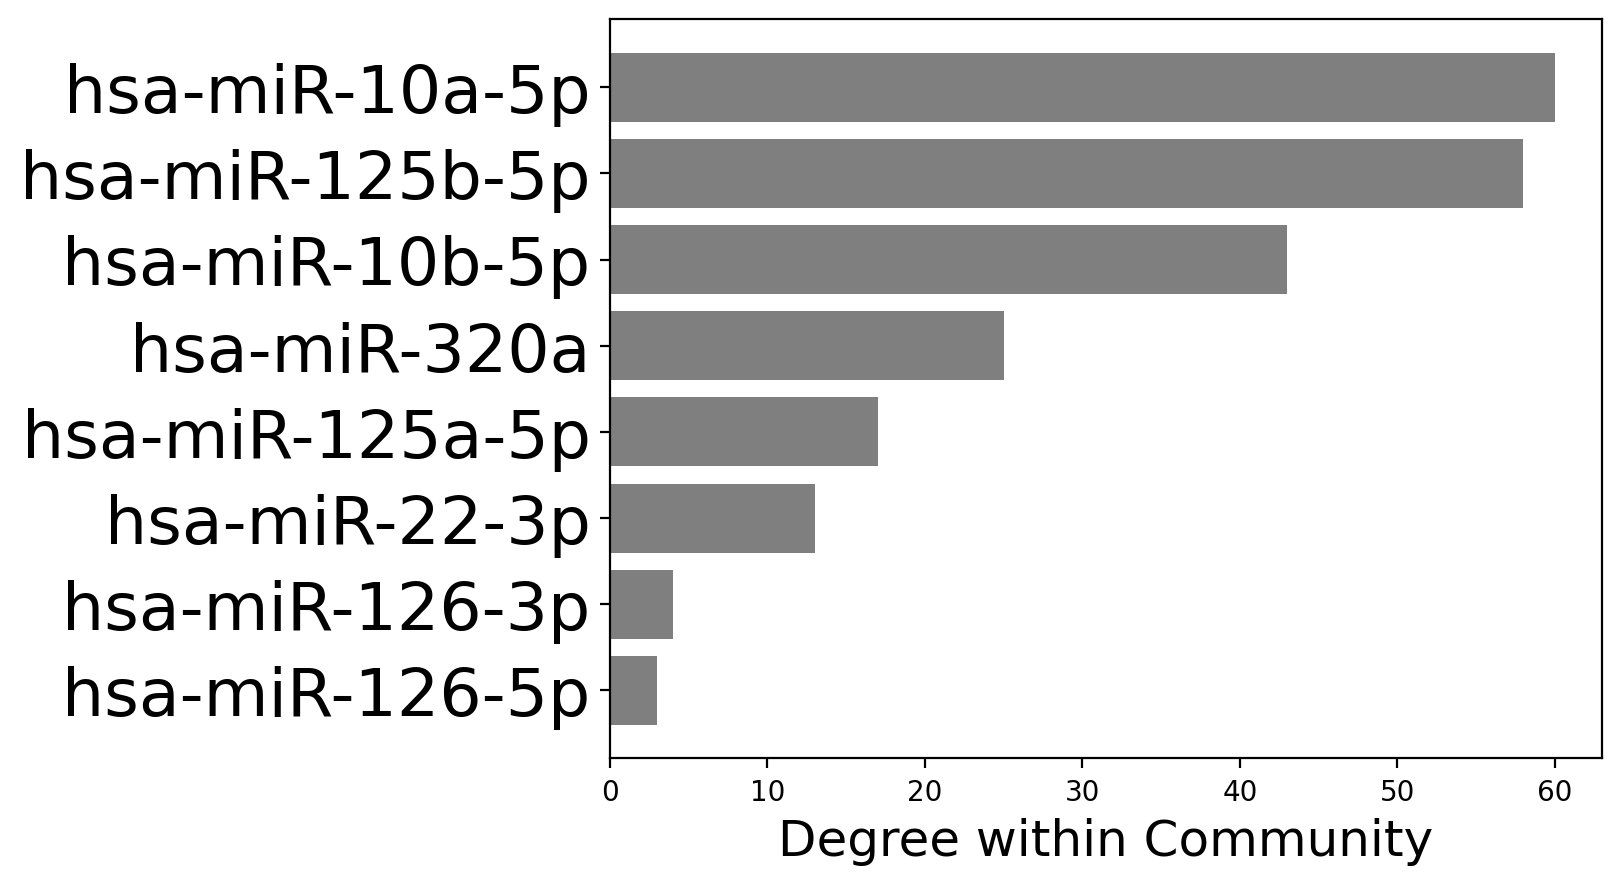 hsa-miR-10a-5p
hsa-miR-125b-5p
hsa-miR-10b-5p
hsa-miR-320a
hsa-miR-125a-5p
hsa-miR-22-3p
hsa-miR-126-3p
hsa-miR-126-5p
0 10 20 30 40 50 60
Degree within Community